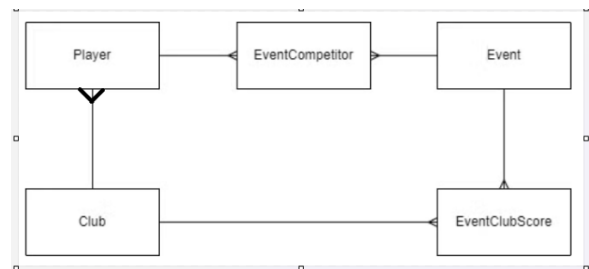 Player
EventCompetitor
Event
Club
EventClubScore